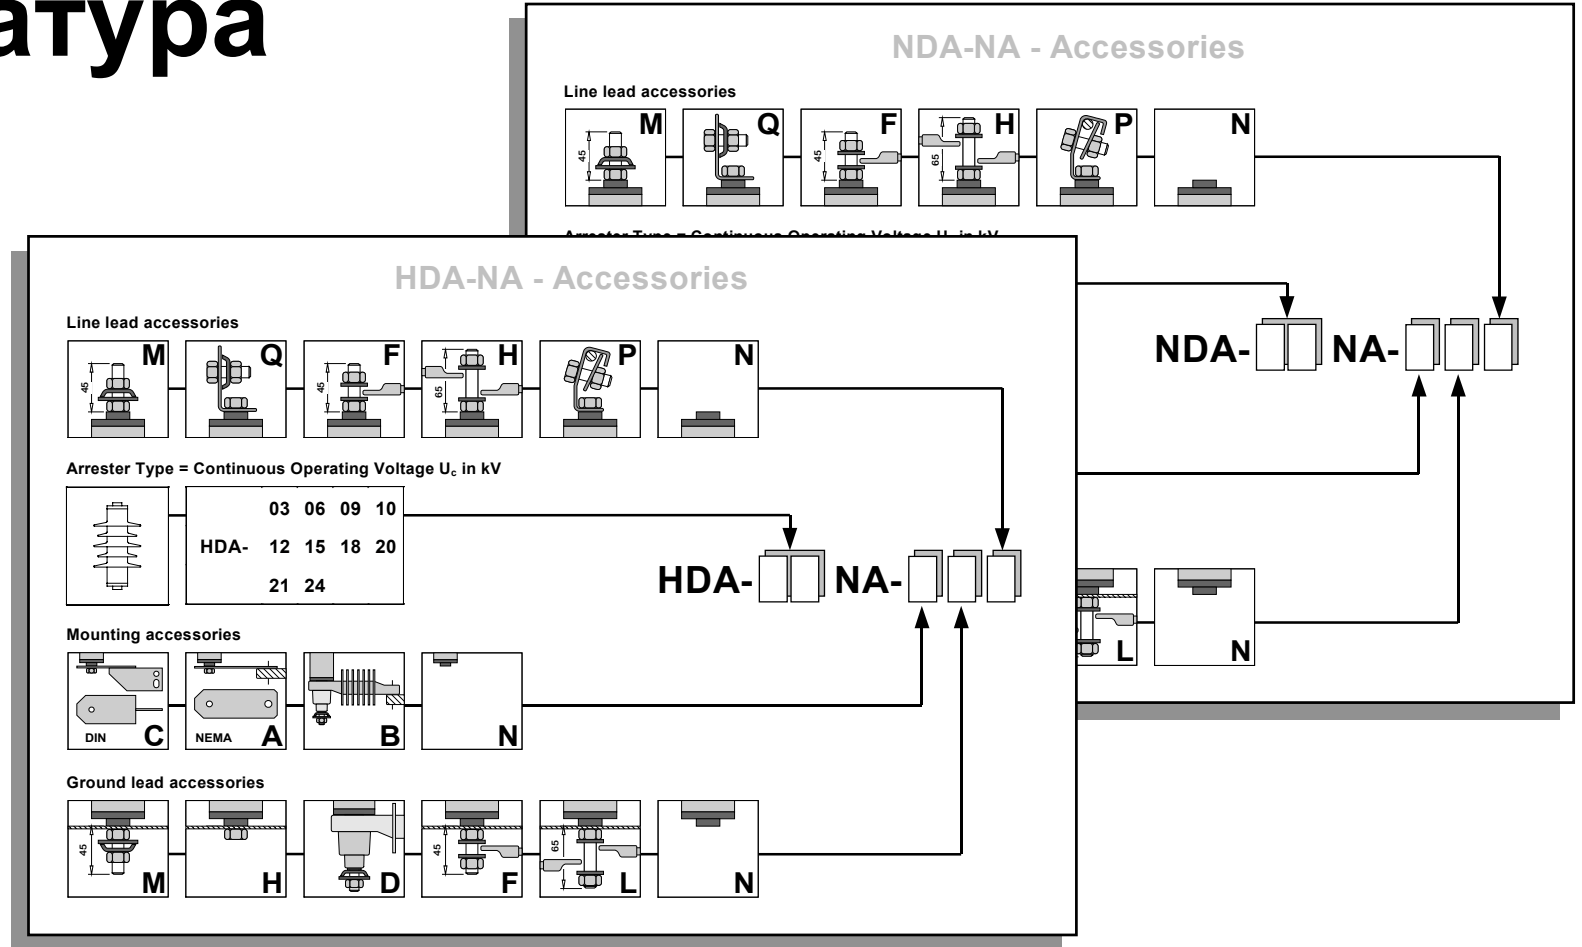 NDA-NA - Accessories
Line lead accessories
M Q F H P N
45 45 65
NDA- NA-
L N
HDA-NA - Accessories
Line lead accessories
M Q F H P N
45 45 65
Arrester Type = Continuous Operating Voltage Uc in kV
03 06 09 10
HDA- 12 15 18 20
21 24
HDA- NA-
Mounting accessories
DIN C NEMA A B N
Ground lead accessories
45 45 65
M H D F L N